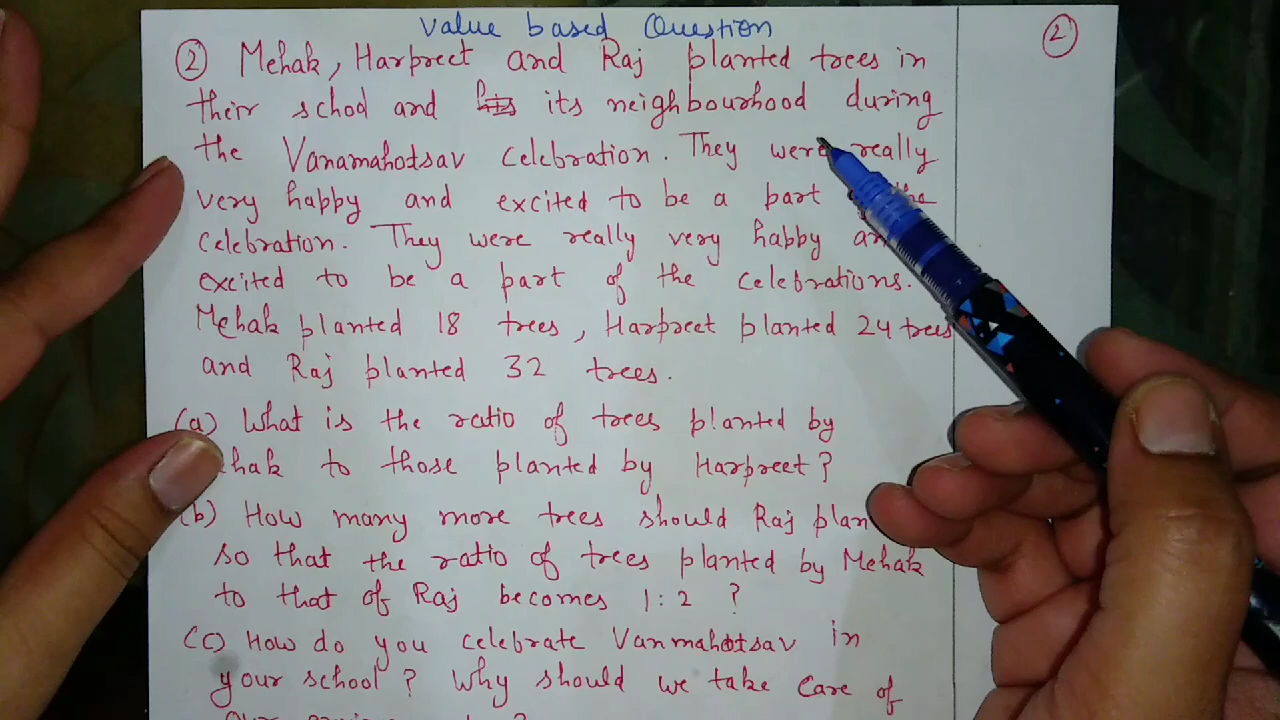 Value based Question
② Mehak, Harpreet and Raj planted trees in ②
their school and its neighbourhood during
the Vanamahotsav Celebration. They were really
very happy and excited to be a part the
Celebration. They were really very happy an
excited to be a part of the Celebrations.
Mehak planted 18 trees, Harpreet planted 24 trees
and Raj planted 32 trees.
(a) What is the ratio of trees planted by
hak to those planted by Harpreet?
(b) How many more trees should Raj plan
so that the ratio of trees planted by Mehak
to that of Raj becomes 1:2 ?
(c) How do you celebrate Vanmahotsav in
your school? Why should we take Care of